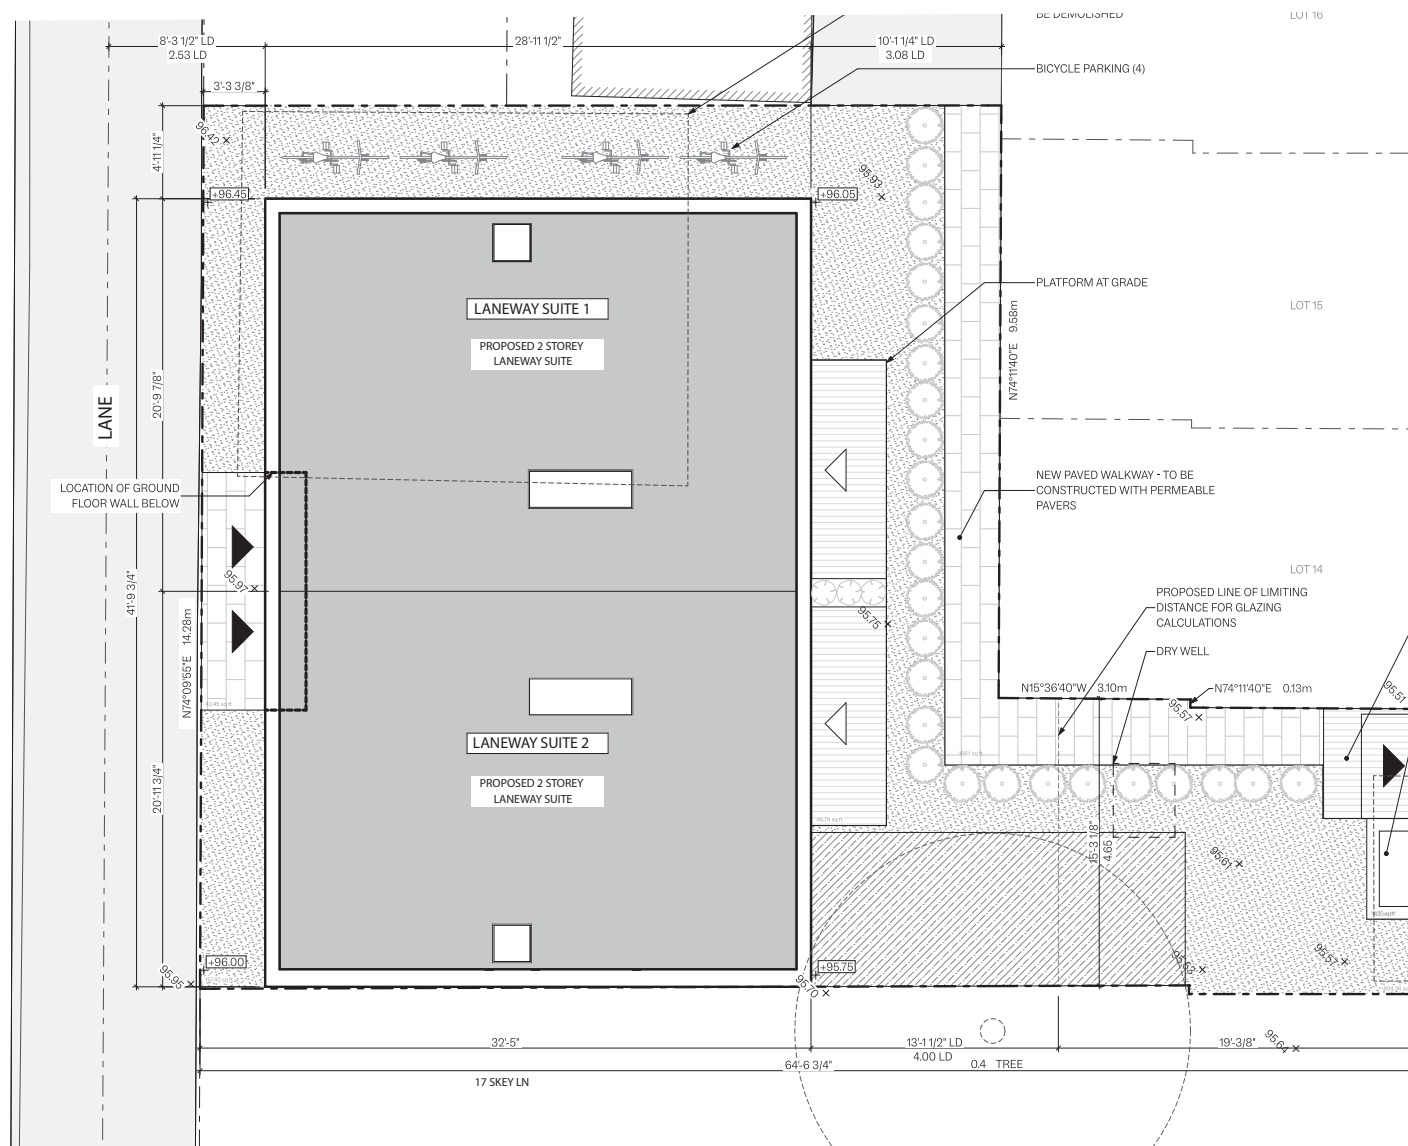 BE DEMOLISHED
LOT 16
8'-3 1/2" LD
2.53 LD
28'-11 1/2"
10'-1 1/4" LD
3.08 LD
BICYCLE PARKING (4)
3'-3 3/8"
96.42
4'-11 1/4"
+96.45
95.93
+96.05
LANEWAY SUITE 1
PROPOSED 2 STOREY
LANEWAY SUITE
PLATFORM AT GRADE
LOT 15
N74°11'40"E 9.58m
LANE
20'-9 7/8"
LOCATION OF GROUND
FLOOR WALL BELOW
NEW PAVED WALKWAY - TO BE
CONSTRUCTED WITH PERMEABLE
PAVERS
LOT 14
95.97
41'-9 3/4"
N74°09'55"E 14.28m
95.75
PROPOSED LINE OF LIMITING
DISTANCE FOR GLAZING
CALCULATIONS
DRY WELL
N15°36'40"W 3.10m
N74°11'40"E 0.13m
95.57
95.51
LANEWAY SUITE 2
PROPOSED 2 STOREY
LANEWAY SUITE
20'-11 3/4"
98.79 sq.ft
15'-3 1/8"
4.65
95.61
+96.00
95.95
+95.75
95.70
95.53
95.57
32'-5"
13'-1 1/2" LD
4.00 LD
19'-3/8"
95.64
64'-6 3/4"
0.4 TREE
17 SKEY LN